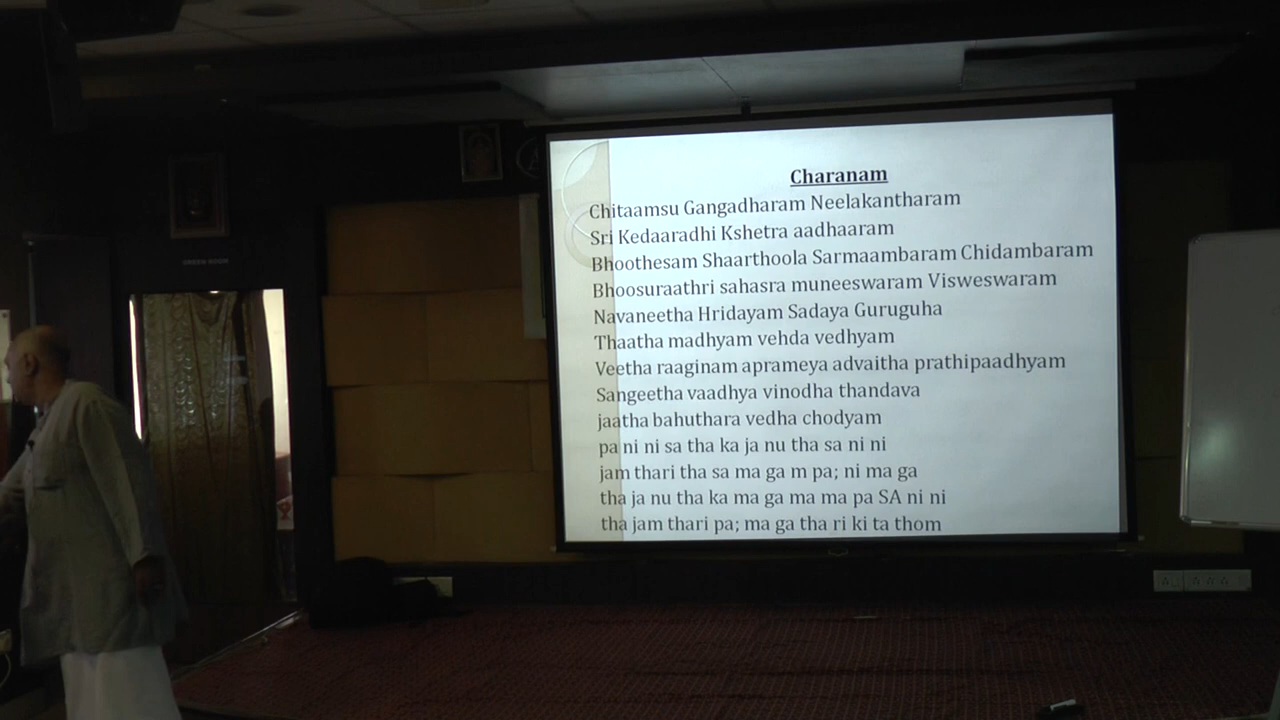 GREEN ROOM
Charanam
Chitaamsu Gangadharam Neelakantharam
Sri Kedaaradhi Kshetra aadhaaram
Bhoothesam Shaarthoola Sarmaambaram Chidambaram
Bhoosuraathri sahasra muneeswaram Visweswaram
Navaneetha Hridayam Sadaya Guruguha
Thaatha madhyam vehda vedhyam
Veetha raaginam aprameya advaitha prathipaadhyam
Sangeetha vaadhya vinodha thandava
jaatha bahuthara vedha chodyam
pa ni ni sa tha ka ja nu tha sa ni ni
jam thari tha sa ma ga m pa; ni ma ga
tha ja nu tha ka ma ga ma ma pa SA ni ni
tha jam thari pa; ma ga tha ri ki ta thom